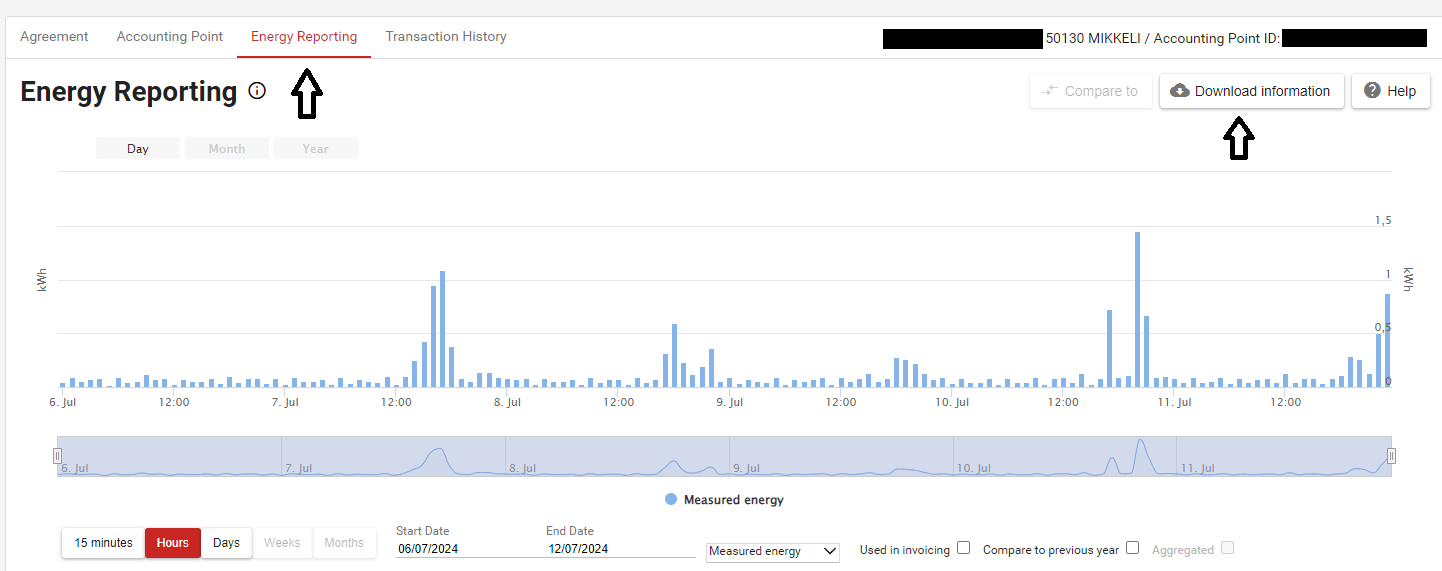 Agreement Accounting Point Energy Reporting Transaction History 50130 MIKKELI / Accounting Point ID:
Energy Reporting Compare to Download information Help
Day Month Year
1,5
1
0,5
0
kWh
kWh
6. Jul 12:00 7. Jul 12:00 8. Jul 12:00 9. Jul 12:00 10. Jul 12:00 11. Jul 12:00
6. Jul 7. Jul 8. Jul 9. Jul 10. Jul 11. Jul
Measured energy
Start Date End Date
15 minutes Hours Days Weeks Months 06/07/2024 12/07/2024 Measured energy Used in invoicing Compare to previous year Aggregated